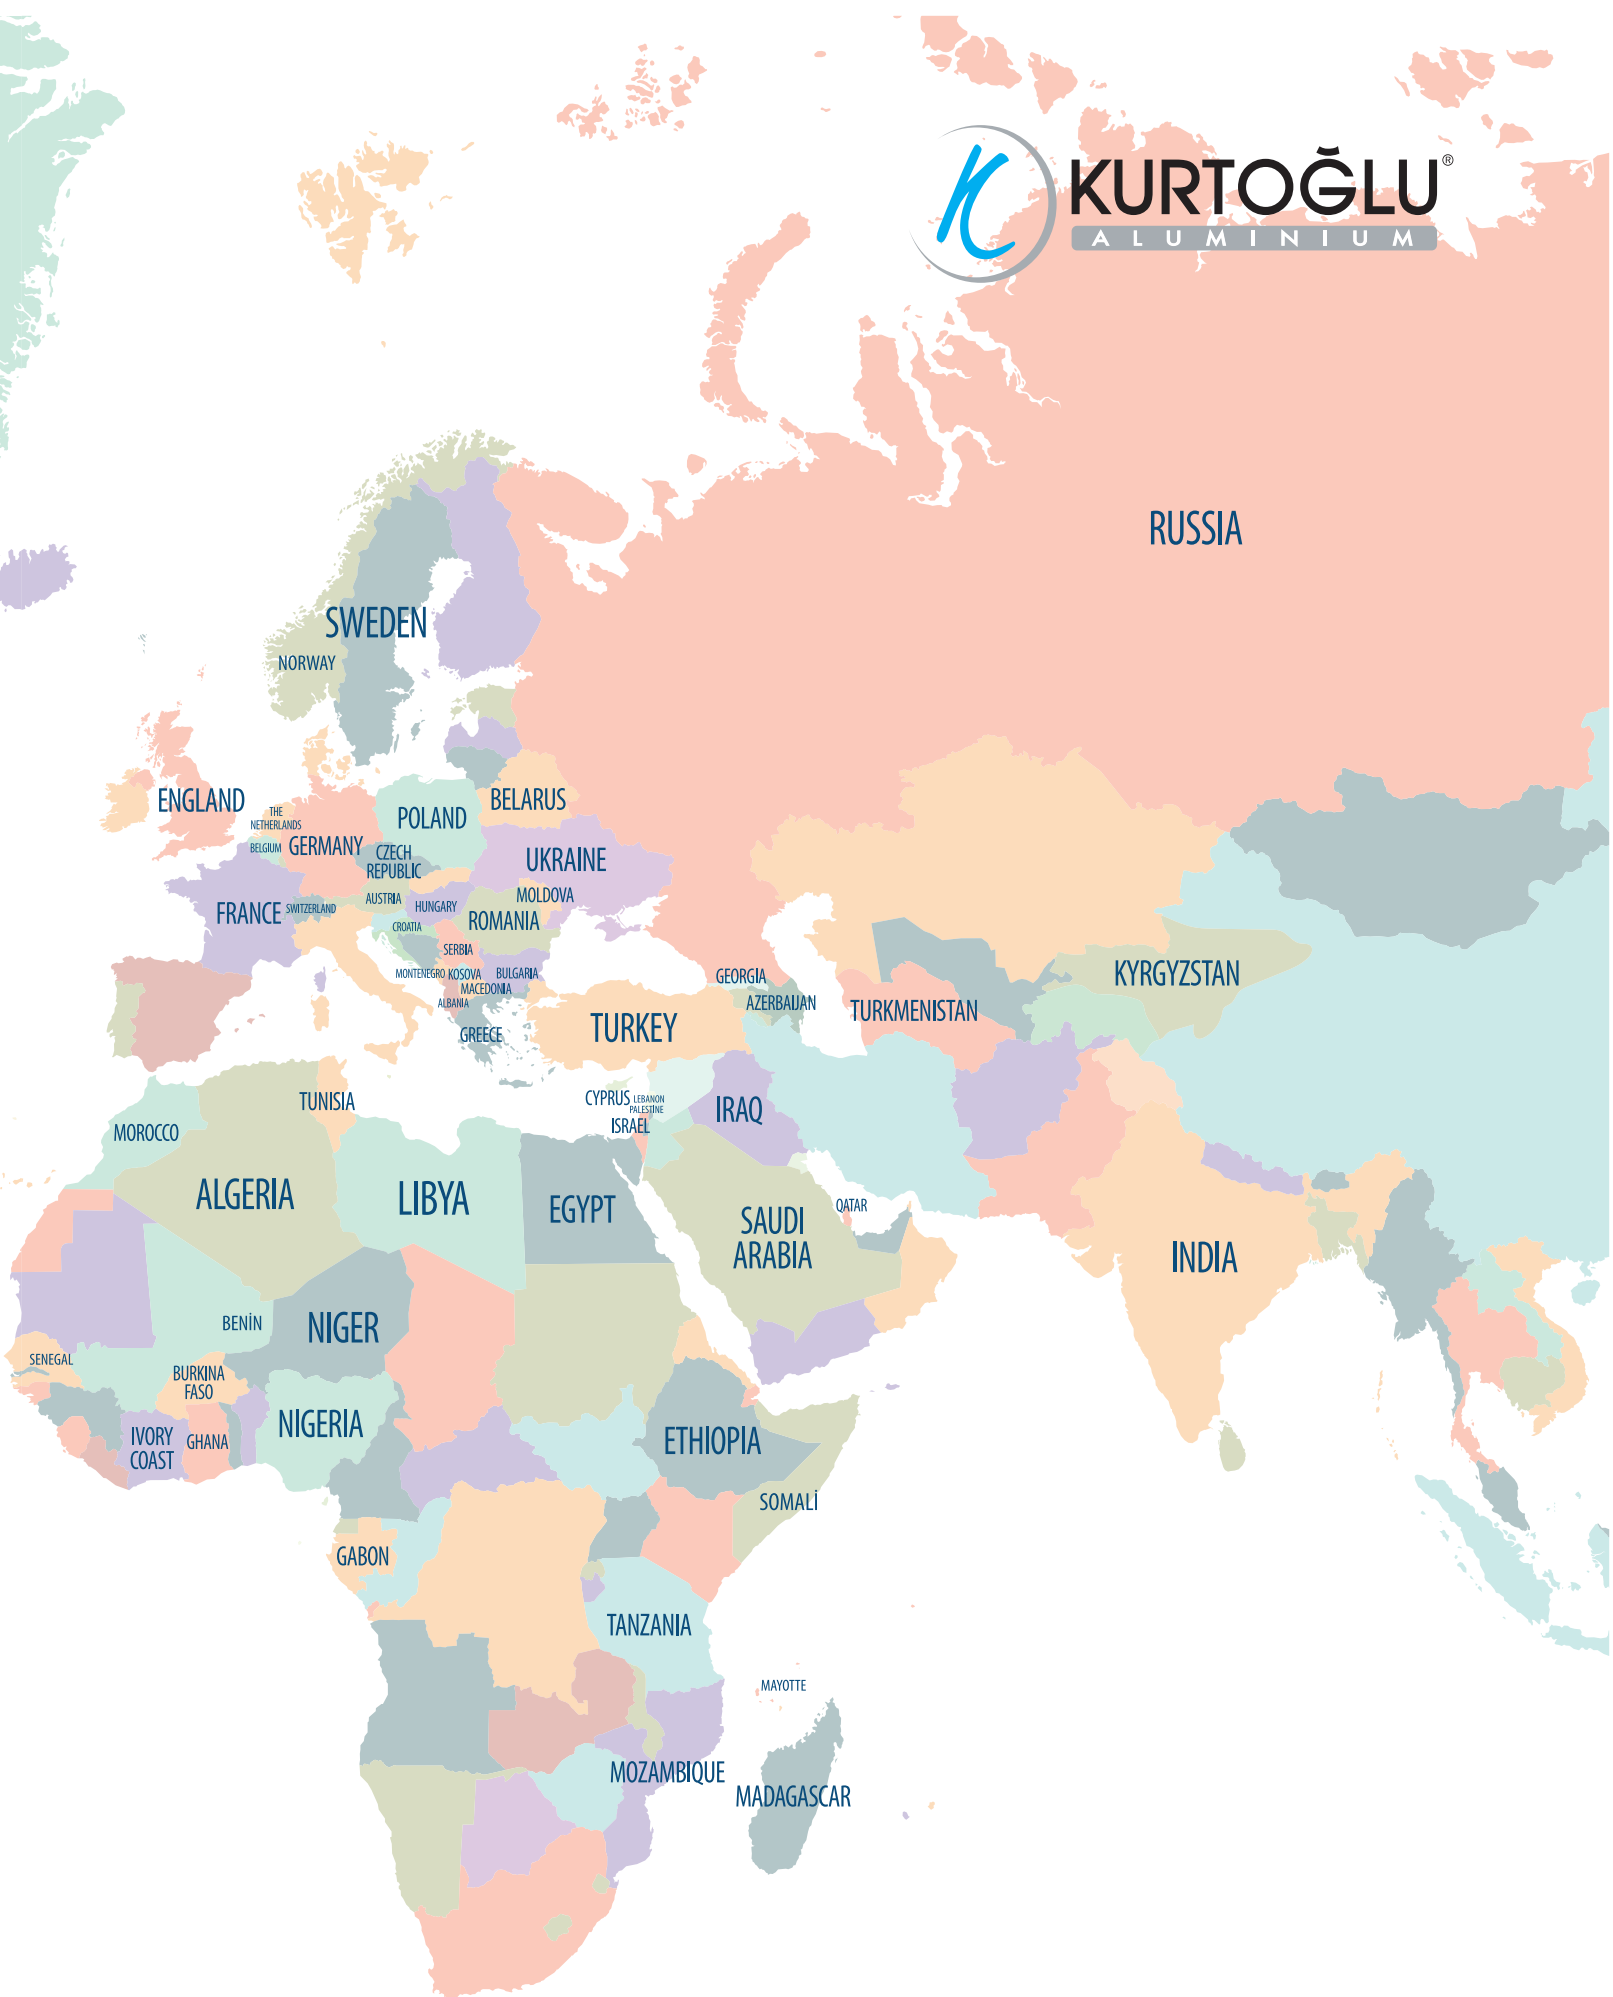 KURTOĞLU®
ALUMINIUM
RUSSIA
SWEDEN
NORWAY
ENGLAND
THE
NETHERLANDS
BELGIUM
GERMANY
POLAND
BELARUS
CZECH
REPUBLIC
UKRAINE
FRANCE
SWITZERLAND
AUSTRIA
HUNGARY
MOLDOVA
ROMANIA
CROATIA
SERBIA
MONTENEGRO
KOSOVA
BULGARIA
MACEDONIA
ALBANIA
GREECE
TURKEY
GEORGIA
AZERBAIJAN
TURKMENISTAN
KYRGYZSTAN
CYPRUS
LEBANON
PALESTINE
ISRAEL
IRAQ
TUNISIA
MOROCCO
ALGERIA
LIBYA
EGYPT
SAUDI
ARABIA
QATAR
INDIA
BENİN
NIGER
SENEGAL
BURKINA
FASO
IVORY
COAST
GHANA
NIGERIA
ETHIOPIA
SOMALİ
GABON
TANZANIA
MAYOTTE
MOZAMBIQUE
MADAGASCAR